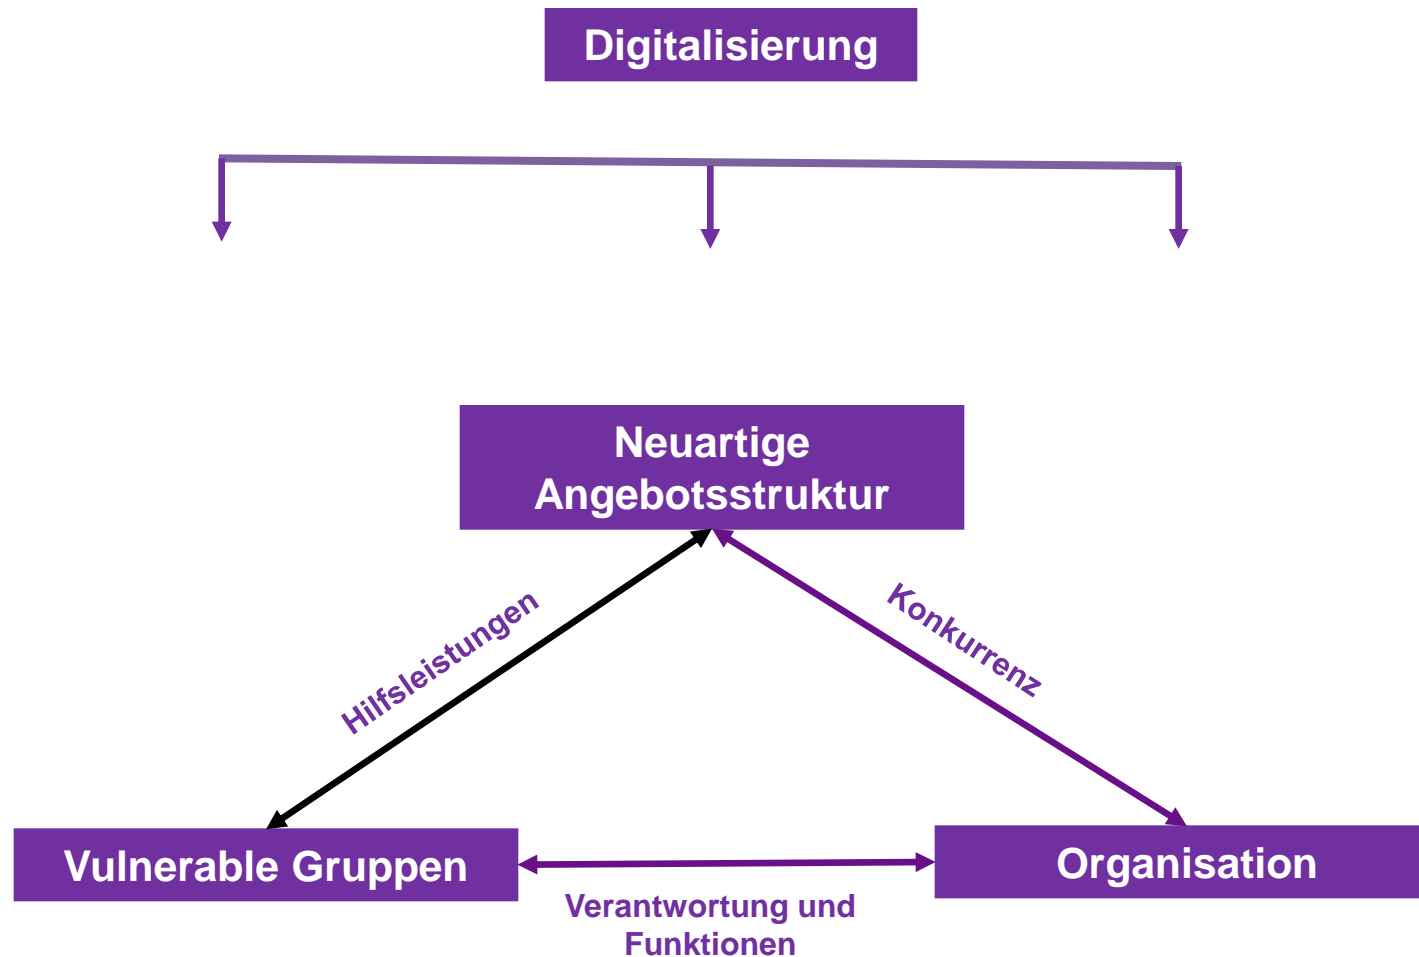 Digitalisierung
Neuartige
Angebotsstruktur
Hilfsleistungen
Konkurrenz
Vulnerable Gruppen
Organisation
Verantwortung und
Funktionen